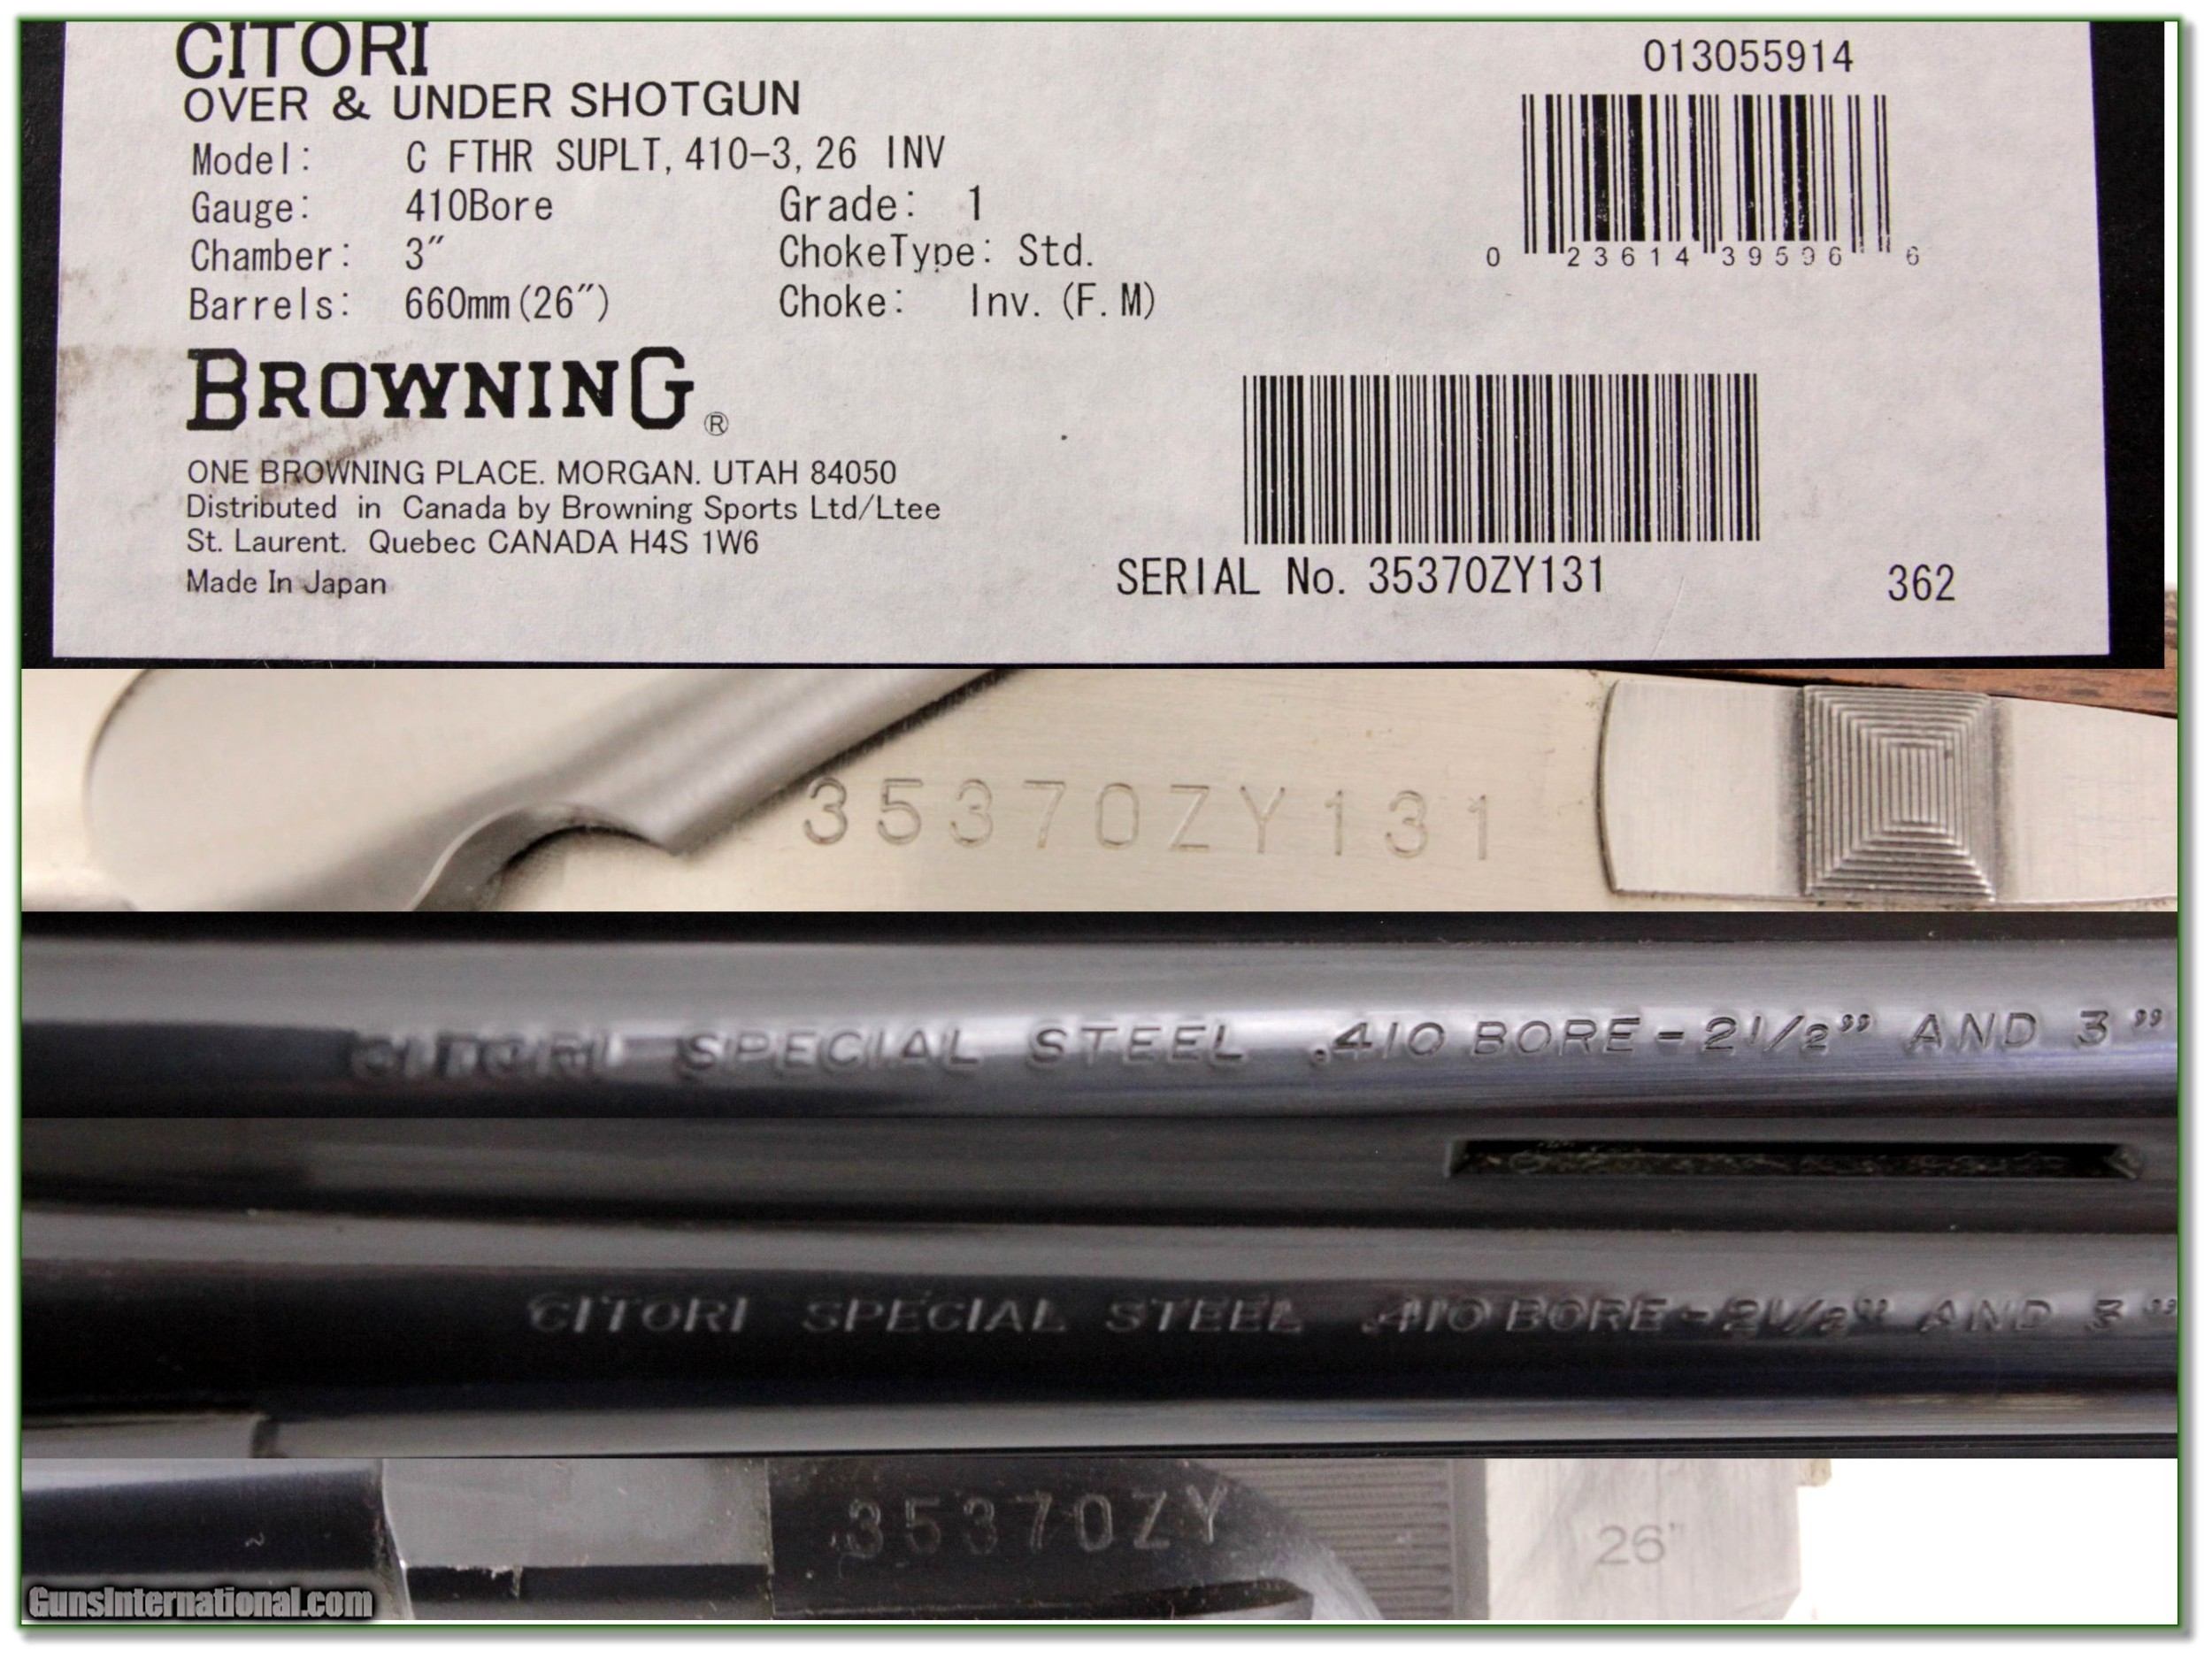 CITORI
OVER & UNDER SHOTGUN
Model: C FTHR SUPLT, 410-3, 26 INV
Gauge: 410Bore Grade: 1
Chamber: 3″ ChokeType: Std.
Barrels: 660mm(26″) Choke: Inv. (F. M)
BROWNING®
ONE BROWNING PLACE. MORGAN. UTAH 84050
Distributed in Canada by Browning Sports Ltd/Ltee
St. Laurent. Quebec CANADA H4S 1W6
Made In Japan
013055914
0 23614 39596 6
SERIAL No. 35370ZY131
362
35370ZY131
CITORI SPECIAL STEEL .410 BORE-2 1/2" AND 3"
CITORI SPECIAL STEEL .410 BORE-2 1/2" AND 3"
35370ZY
26"
GunsInternational.com